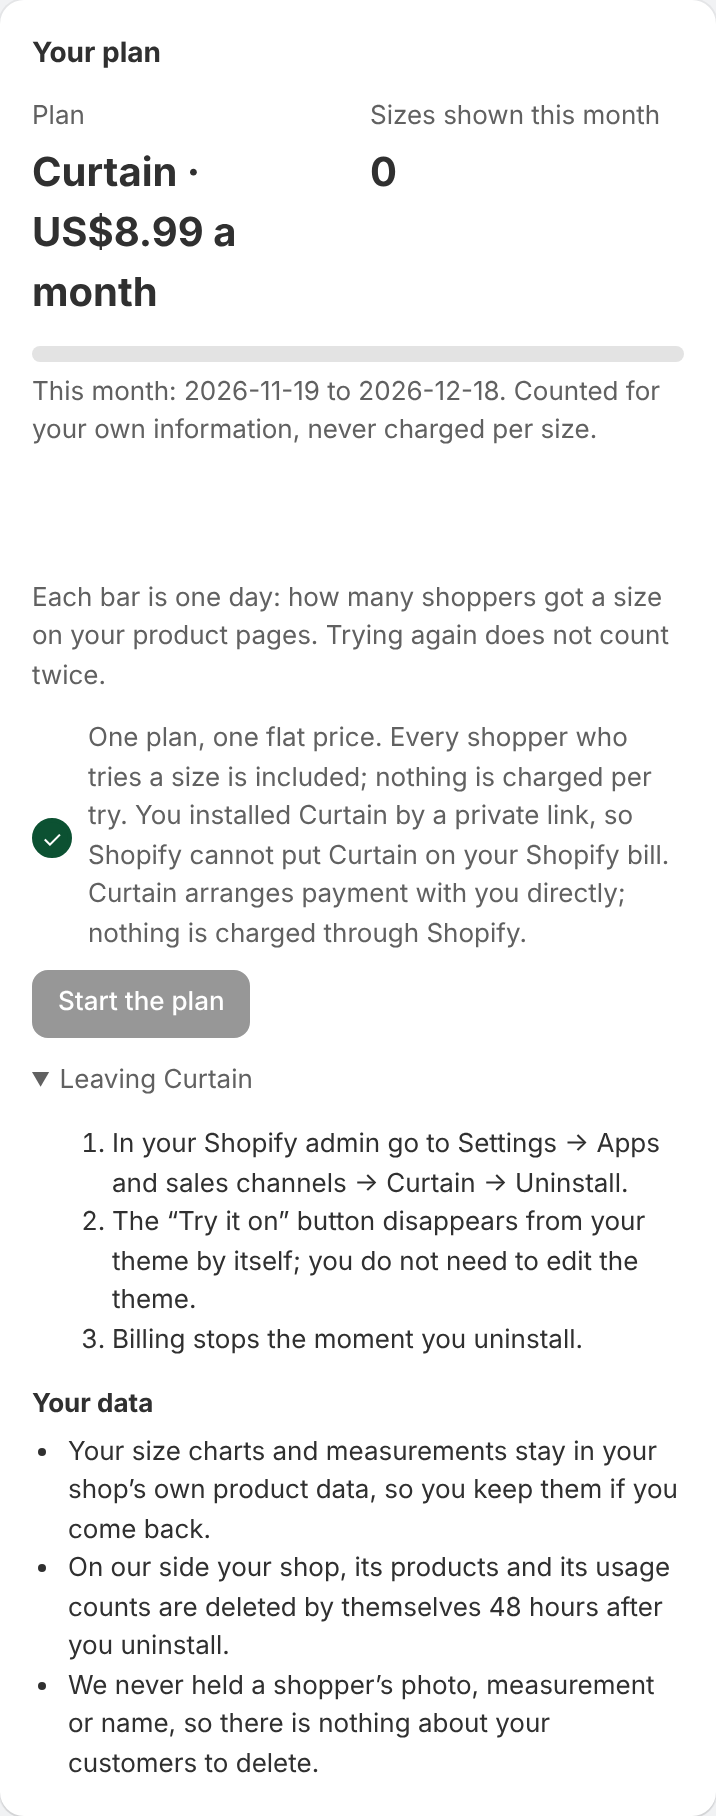 Your plan
Plan
Sizes shown this month
Curtain ·
US$8.99 a
month
0
This month: 2026-11-19 to 2026-12-18. Counted for
your own information, never charged per size.
Each bar is one day: how many shoppers got a size
on your product pages. Trying again does not count
twice.
One plan, one flat price. Every shopper who
tries a size is included; nothing is charged per
try. You installed Curtain by a private link, so
Shopify cannot put Curtain on your Shopify bill.
Curtain arranges payment with you directly;
nothing is charged through Shopify.
Start the plan
▼ Leaving Curtain
1. In your Shopify admin go to Settings → Apps
and sales channels → Curtain → Uninstall.
2. The “Try it on” button disappears from your
theme by itself; you do not need to edit the
theme.
3. Billing stops the moment you uninstall.
Your data
• Your size charts and measurements stay in your
shop’s own product data, so you keep them if you
come back.
• On our side your shop, its products and its usage
counts are deleted by themselves 48 hours after
you uninstall.
• We never held a shopper’s photo, measurement
or name, so there is nothing about your
customers to delete.